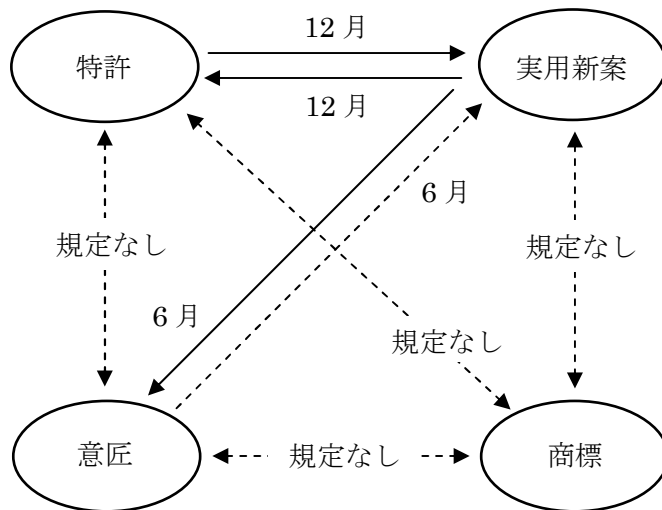 12 月
特許
実用新案
12 月
6 月
規定なし
規定なし
6 月
規定なし
意匠
規定なし
商標